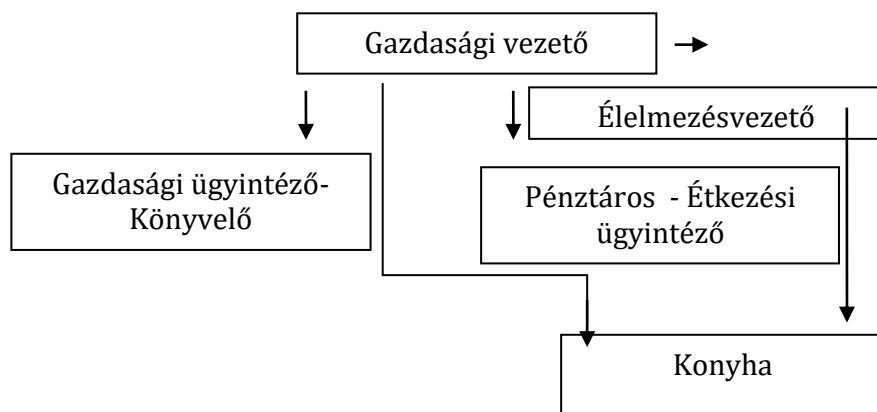 Gazdasági vezető
Élelmezésvezető
Gazdasági ügyintéző-
Könyvelő
Pénztáros - Étkezési
ügyintéző
Konyha